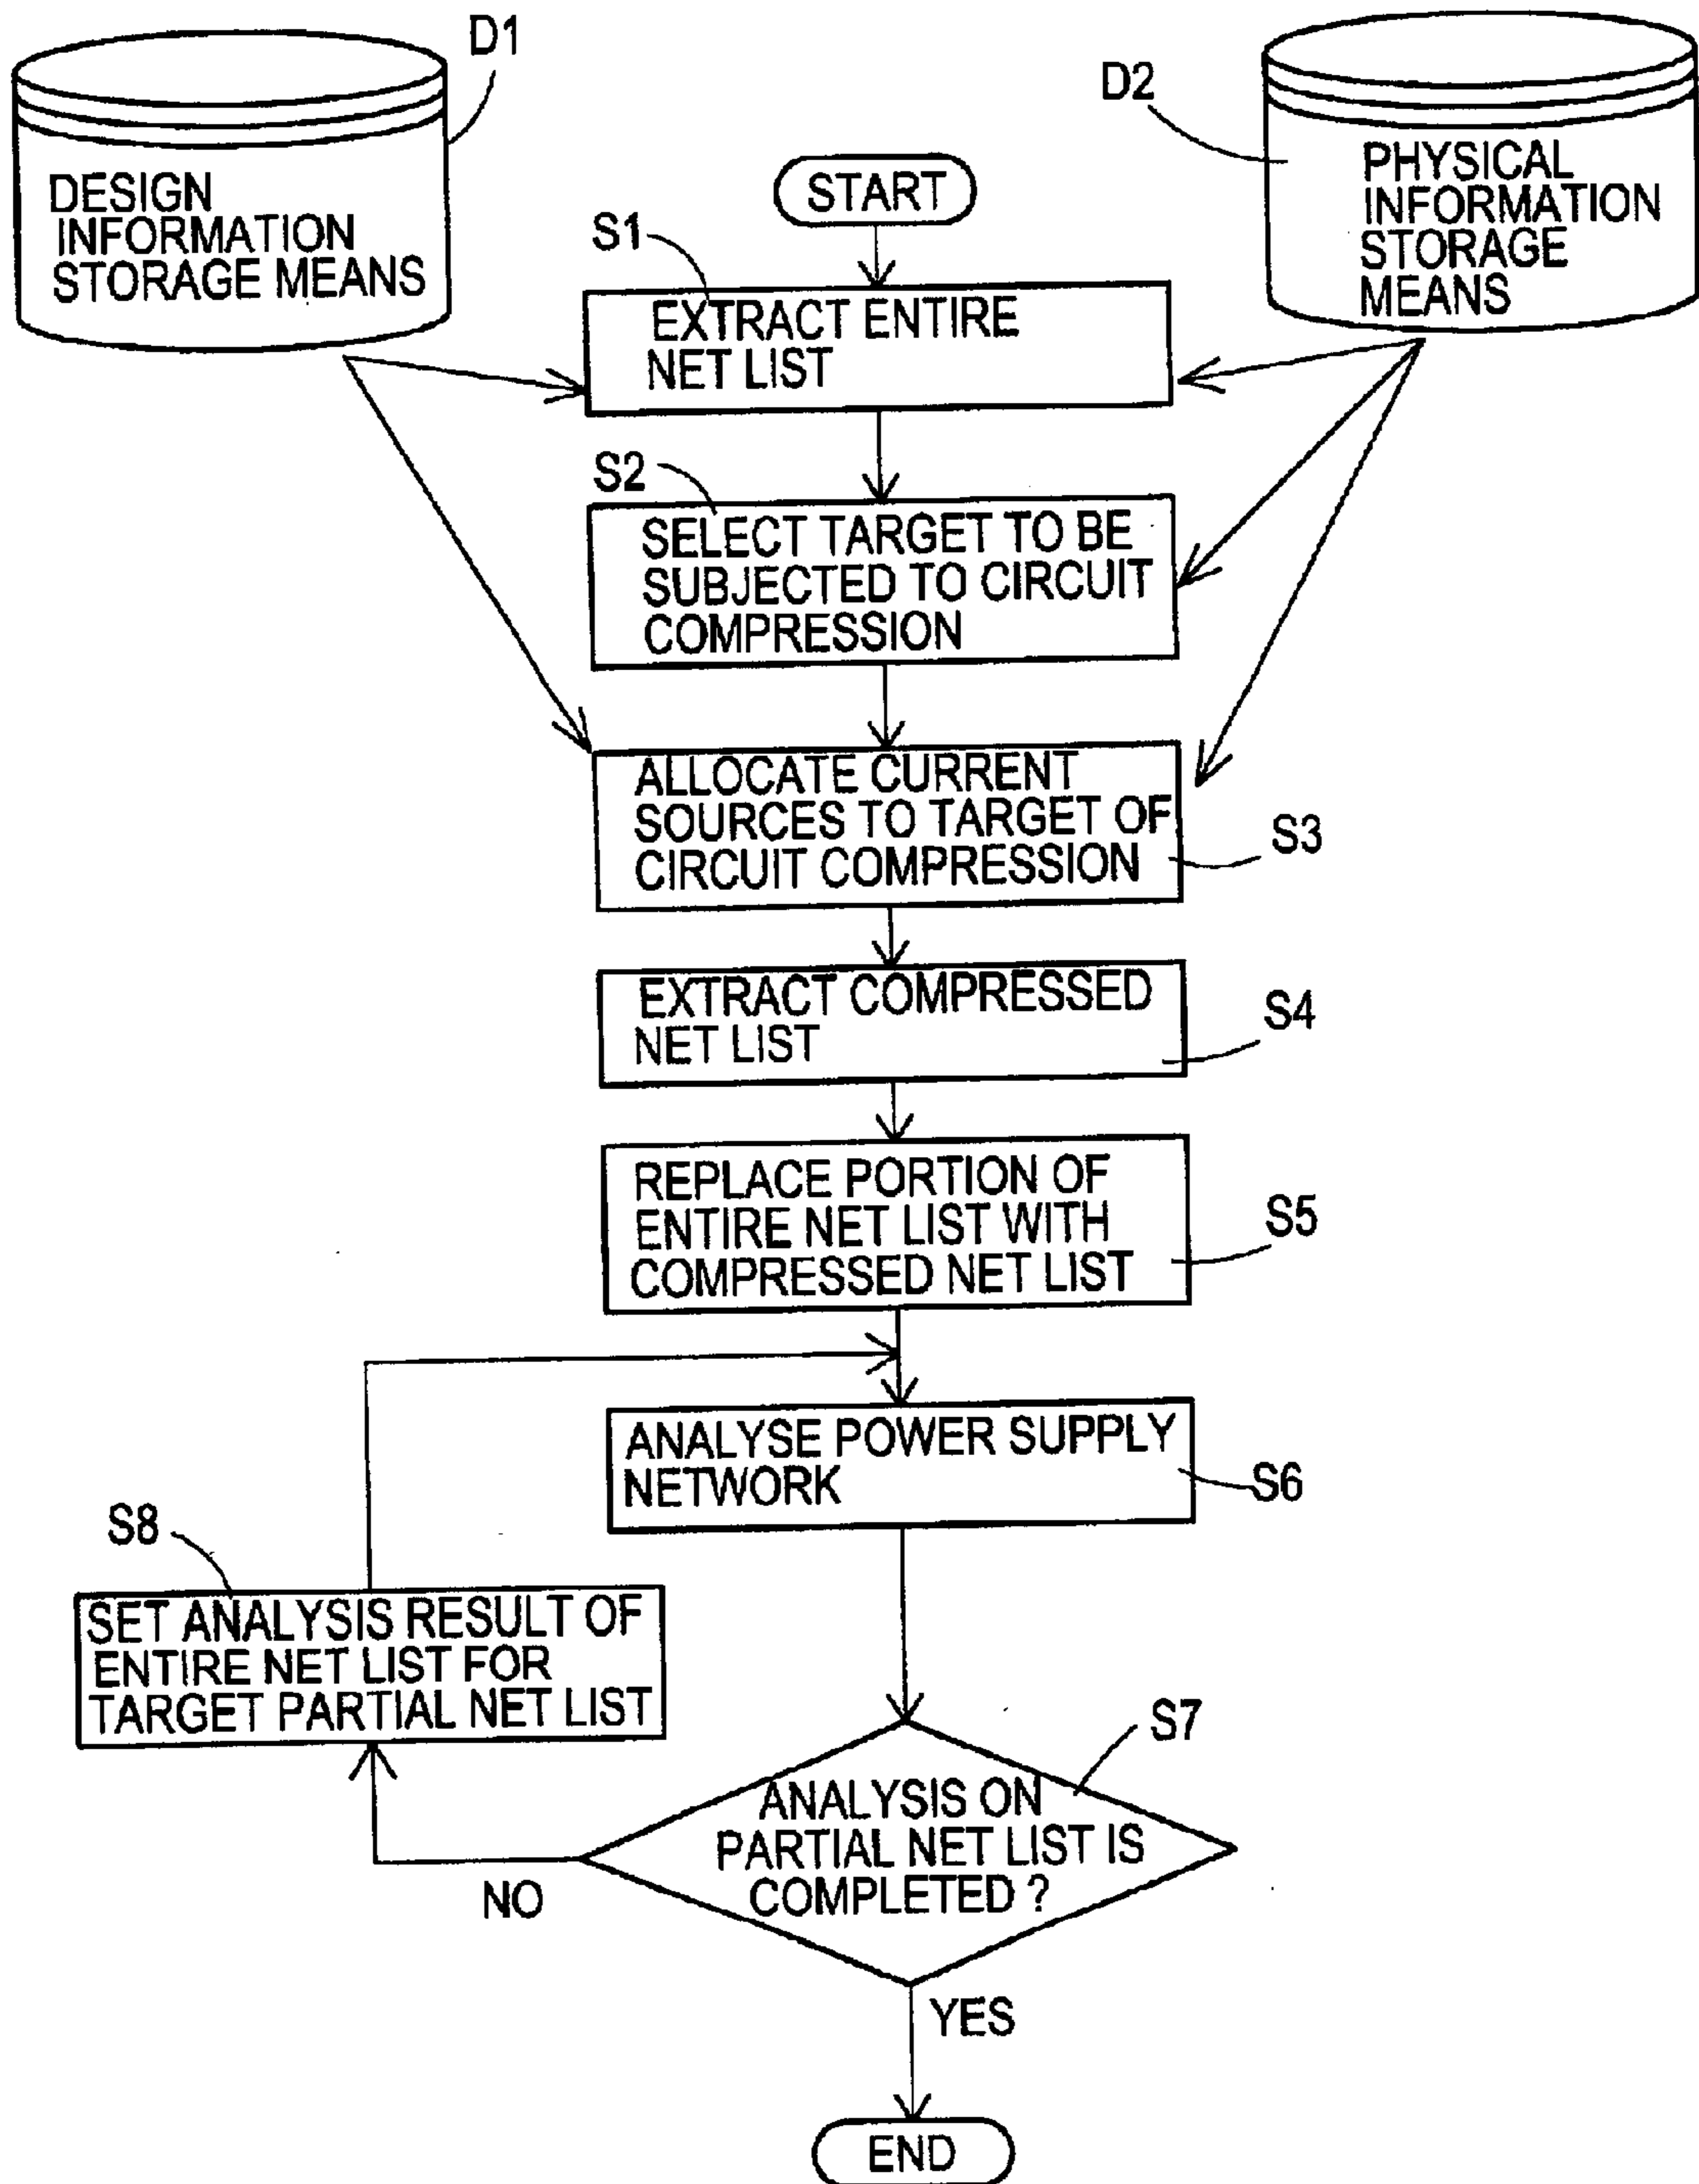 D1
DESIGN
INFORMATION
STORAGE MEANS
D2
PHYSICAL
INFORMATION
STORAGE
MEANS
START
S1
EXTRACT ENTIRE
NET LIST
S2
SELECT TARGET TO BE
SUBJECTED TO CIRCUIT
COMPRESSION
ALLOCATE CURRENT
SOURCES TO TARGET OF
CIRCUIT COMPRESSION
S3
EXTRACT COMPRESSED
NET LIST
S4
REPLACE PORTION OF
ENTIRE NET LIST WITH
COMPRESSED NET LIST
S5
ANALYSE POWER SUPPLY
NETWORK
S6
S8
SET ANALYSIS RESULT OF
ENTIRE NET LIST FOR
TARGET PARTIAL NET LIST
S7
ANALYSIS ON
PARTIAL NET LIST IS
COMPLETED ?
NO
YES
END